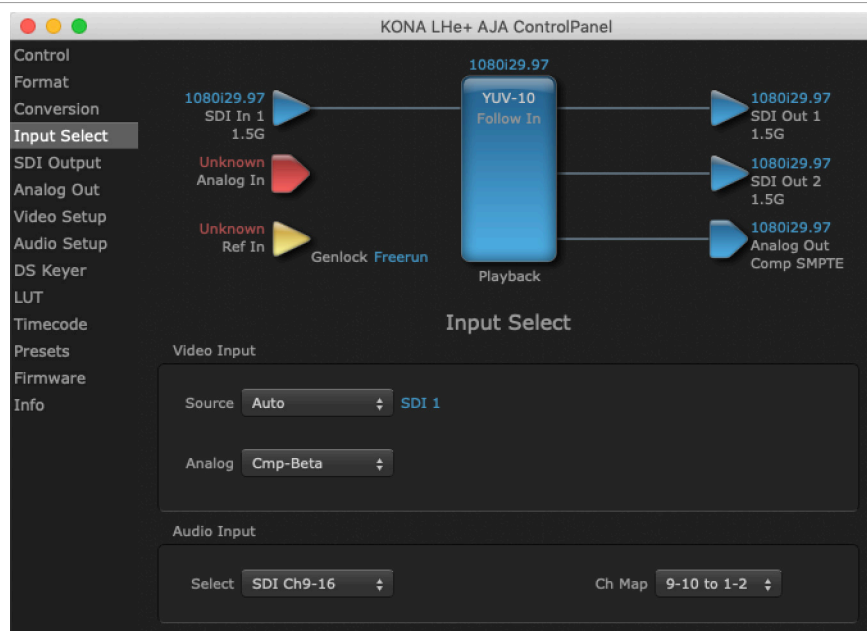 KONA LHe+ AJA ControlPanel
Control
Format
Conversion
Input Select
SDI Output
Analog Out
Video Setup
Audio Setup
DS Keyer
LUT
Timecode
Presets
Firmware
Info
1080i29.97
SDI In 1
1.5G
Unknown
Analog In
Unknown
Ref In
Genlock Freerun
1080i29.97
YUV-10
Follow In
Playback
1080i29.97
SDI Out 1
1.5G
1080i29.97
SDI Out 2
1.5G
1080i29.97
Analog Out
Comp SMPTE
Input Select
Video Input
Source Auto SDI 1
Analog Cmp-Beta
Audio Input
Select SDI Ch9-16 Ch Map 9-10 to 1-2